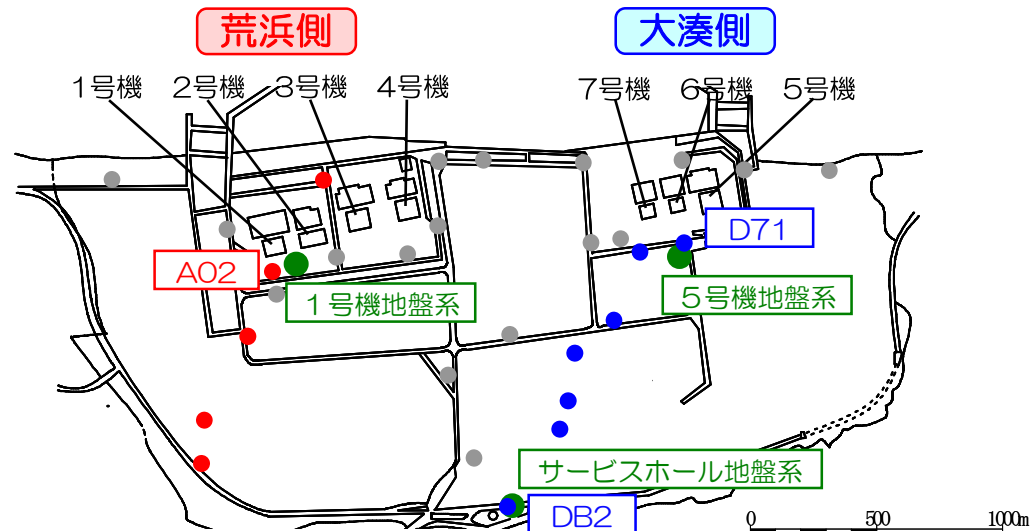 荒浜側
大湊側
１号機
２号機
３号機
４号機
７号機
６号機
５号機
A02
D71
１号機地盤系
５号機地盤系
サービスホール地盤系
DB2
0 500 1000m